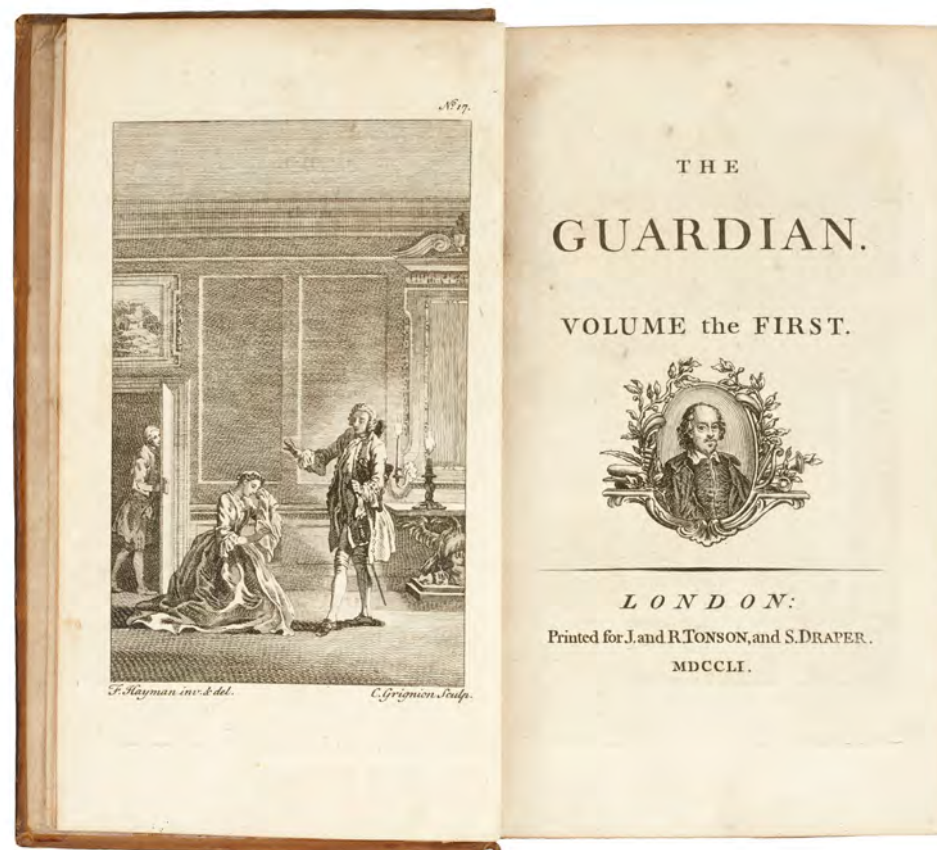 No. 17.
F. Hayman inv. & del.
C. Grignion Sculp.
THE
GUARDIAN.
VOLUME the FIRST.
LONDON:
Printed for J. and R TONSON, and S. DRAPER.
MDCCLI.